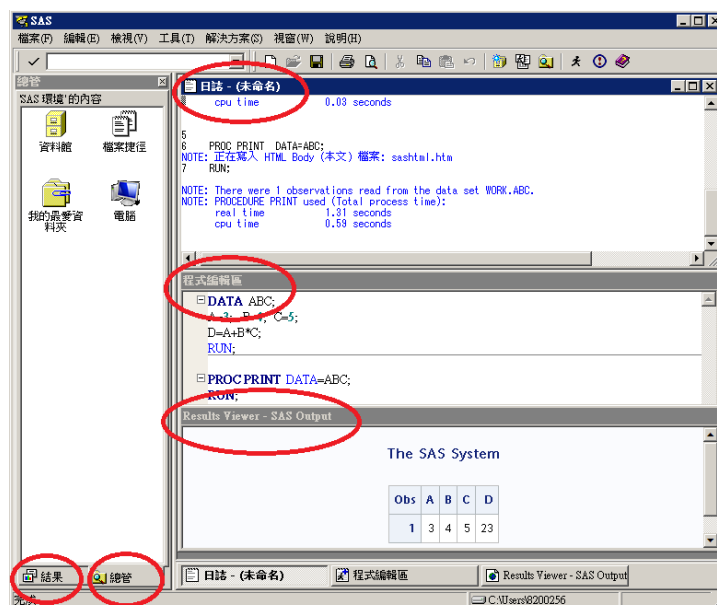 SAS
檔案(F) 編輯(E) 檢視(V) 工具(T) 解決方案(S) 視窗(W) 說明(H)
總管
SAS 環境'的內容
資料館
檔案捷徑
我的最愛資料夾
電腦
日誌 - (未命名)
cpu time 0.03 seconds
5
6 PROC PRINT DATA=ABC;
NOTE: 正在寫入 HTML Body (本文) 檔案: sashtml.htm
7 RUN;
NOTE: There were 1 observations read from the data set WORK.ABC.
NOTE: PROCEDURE PRINT used (Total process time):
real time 1.31 seconds
cpu time 0.59 seconds
程式編輯區
DATA ABC;
A=3; B=4; C=5;
D=A+B*C;
RUN;
PROC PRINT DATA=ABC;
RUN;
Results Viewer - SAS Output
The SAS System
Obs A B C D
1 3 4 5 23
結果
總管
日誌 - (未命名)
程式編輯區
Results Viewer - SAS Output
完成.
C:\Users\8200256